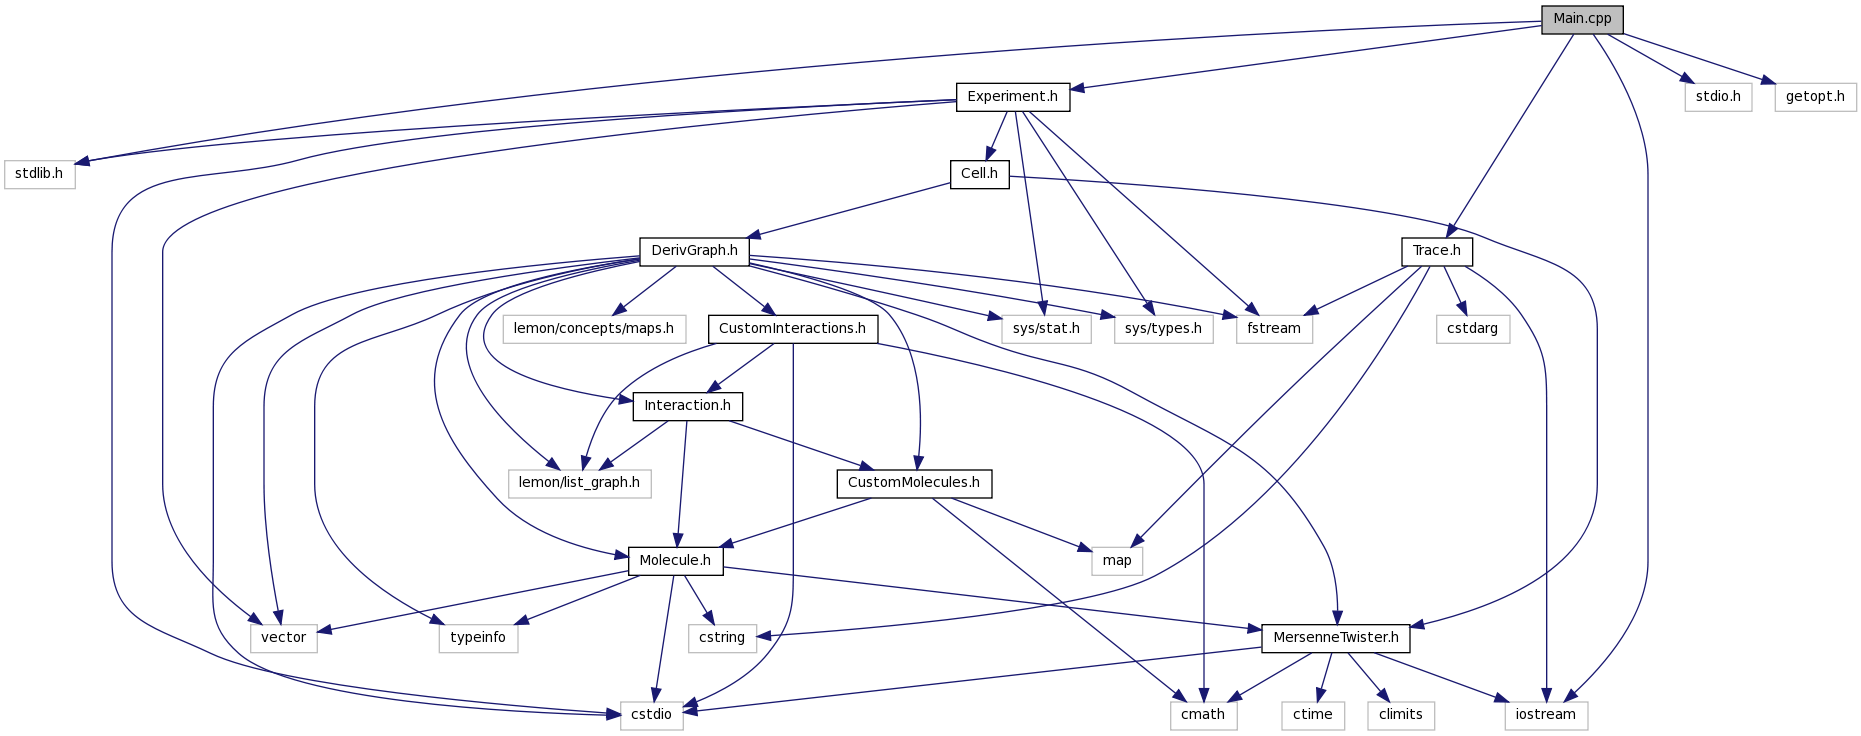 Main.cpp
Experiment.h
stdio.h
getopt.h
stdlib.h
Cell.h
DerivGraph.h
Trace.h
lemon/concepts/maps.h
CustomInteractions.h
sys/stat.h
sys/types.h
fstream
cstdarg
Interaction.h
lemon/list_graph.h
CustomMolecules.h
Molecule.h
map
vector
typeinfo
cstring
MersenneTwister.h
cstdio
cmath
ctime
climits
iostream